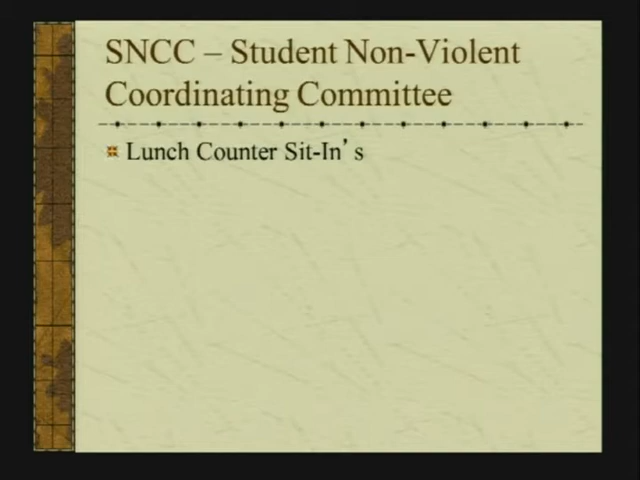 SNCC – Student Non-Violent
Coordinating Committee
Lunch Counter Sit-In's